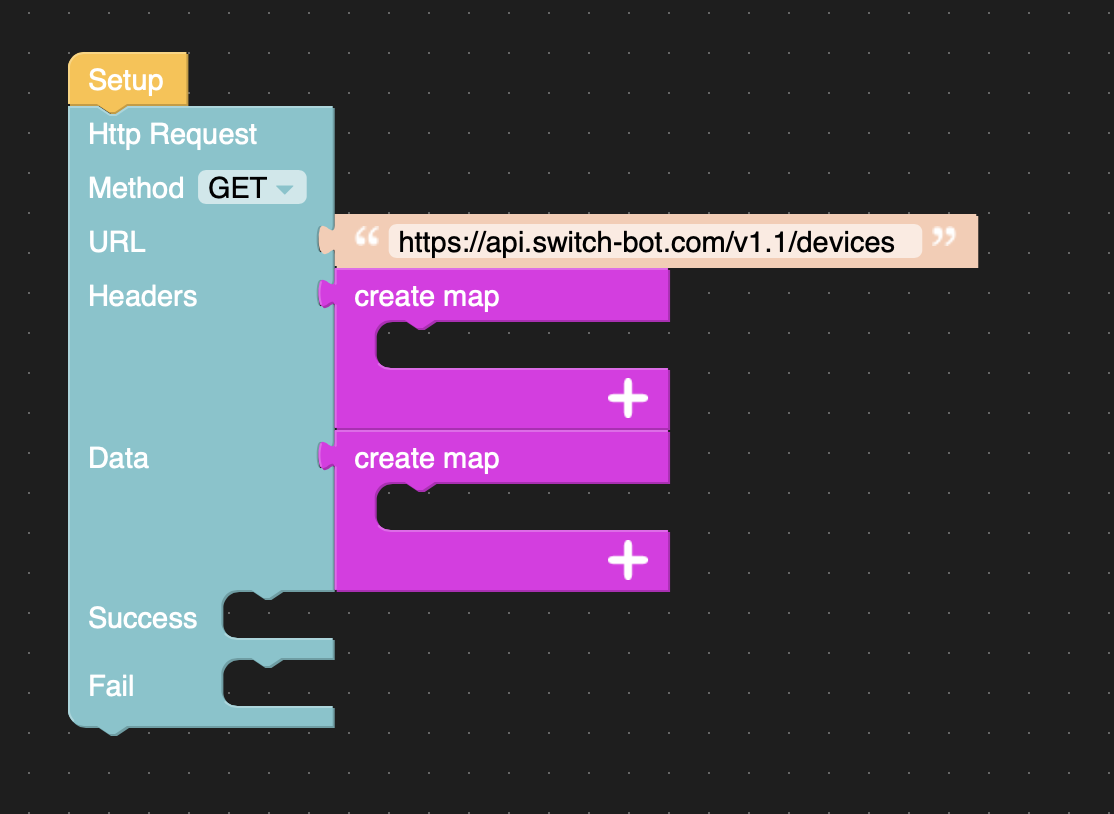 Setup
Http Request
Method GET
URL “ https://api.switch-bot.com/v1.1/devices ”
Headers create map
+
Data create map
+
Success
Fail